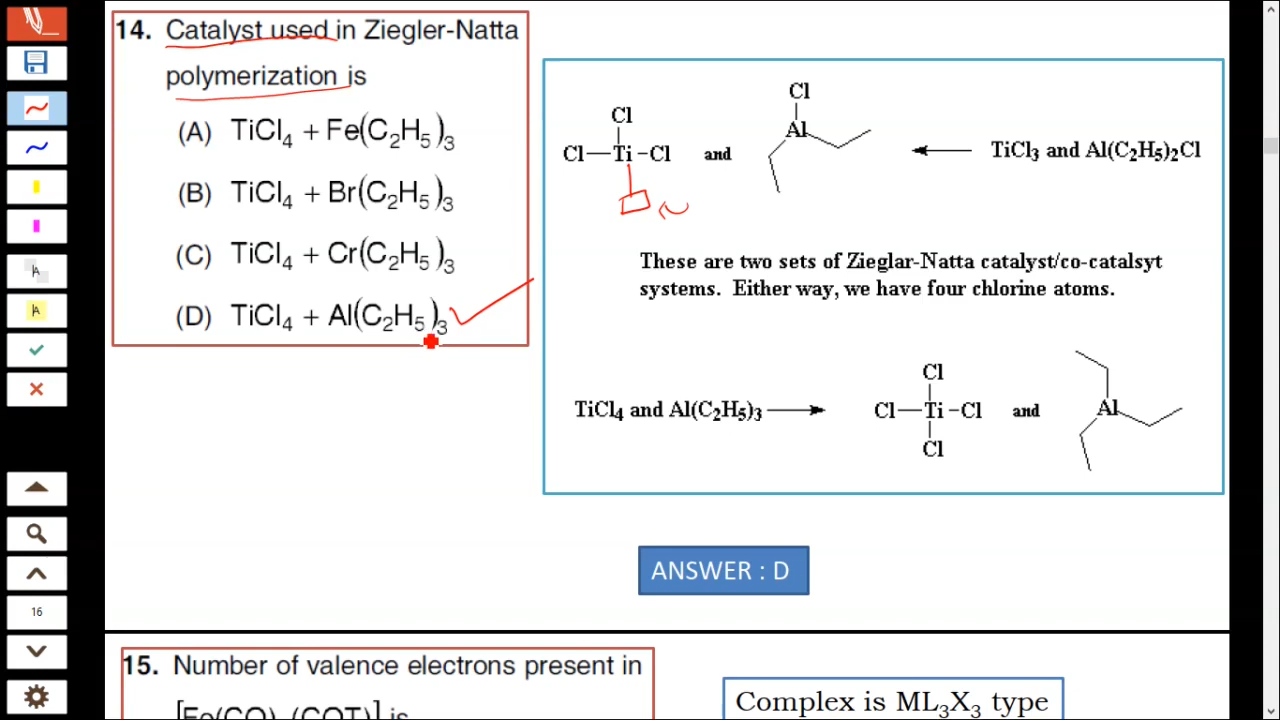 14. Catalyst used in Ziegler-Natta
polymerization is
(A) TiCl₄ + Fe(C₂H₅)₃
(B) TiCl₄ + Br(C₂H₅)₃
(C) TiCl₄ + Cr(C₂H₅)₃
(D) TiCl₄ + Al(C₂H₅)₃
Cl
Cl—Ti—Cl and
Cl
Al
TiCl₃ and Al(C₂H₅)₂Cl
These are two sets of Zieglar-Natta catalyst/co-catalsyt
systems. Either way, we have four chlorine atoms.
TiCl₄ and Al(C₂H₅)₃
Cl
Cl—Ti—Cl and Al
Cl
ANSWER : D
16
15. Number of valence electrons present in
Complex is ML₃X₃ type